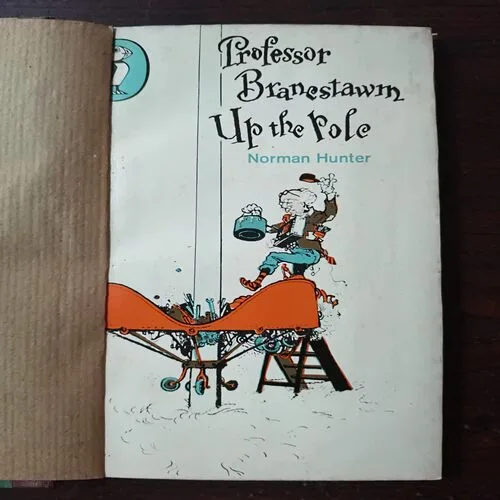 Professor
Branestawm
Up the Pole
Norman Hunter